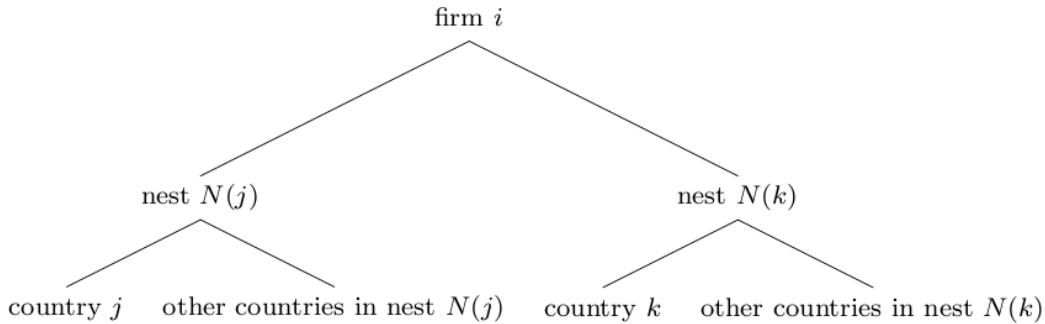 firm i
nest N(j) nest N(k)
country j other countries in nest N(j) country k other countries in nest N(k)